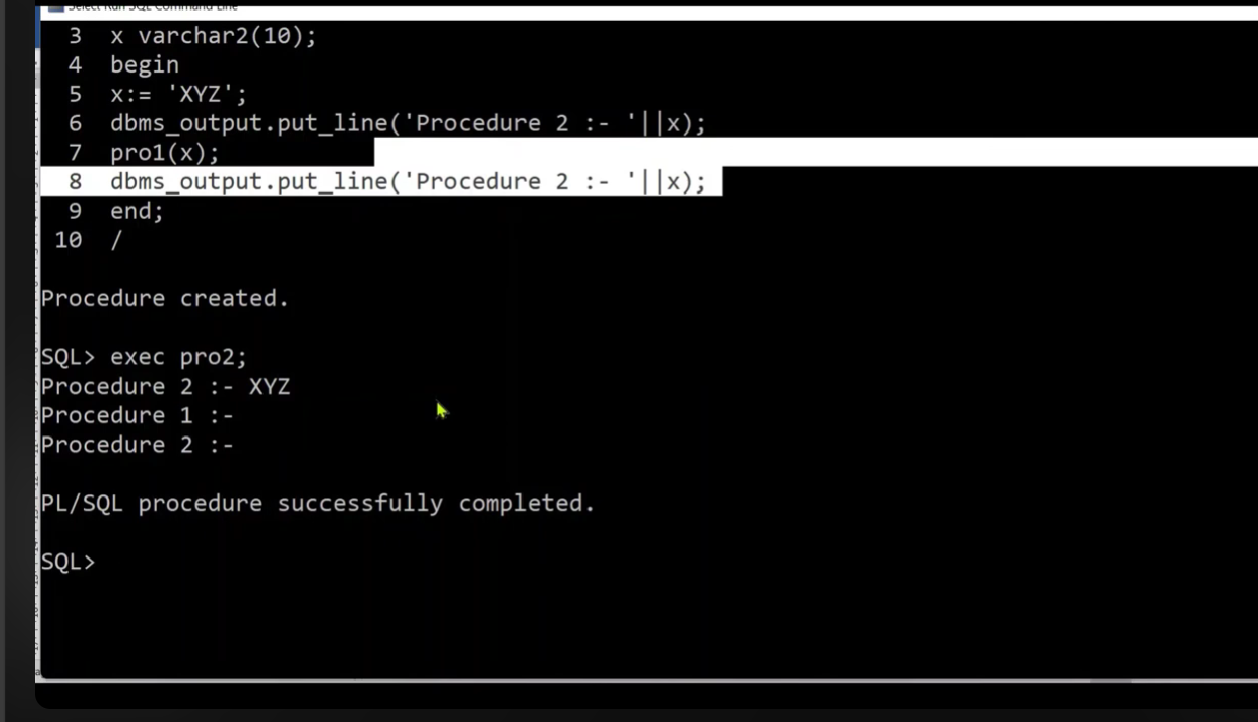 Select Run SQL Command Line
3 x varchar2(10);
4 begin
5 x:= 'XYZ';
6 dbms_output.put_line('Procedure 2 :- '||x);
7 pro1(x);
8 dbms_output.put_line('Procedure 2 :- '||x);
9 end;
10 /
Procedure created.
SQL> exec pro2;
Procedure 2 :- XYZ
Procedure 1 :-
Procedure 2 :-
PL/SQL procedure successfully completed.
SQL>